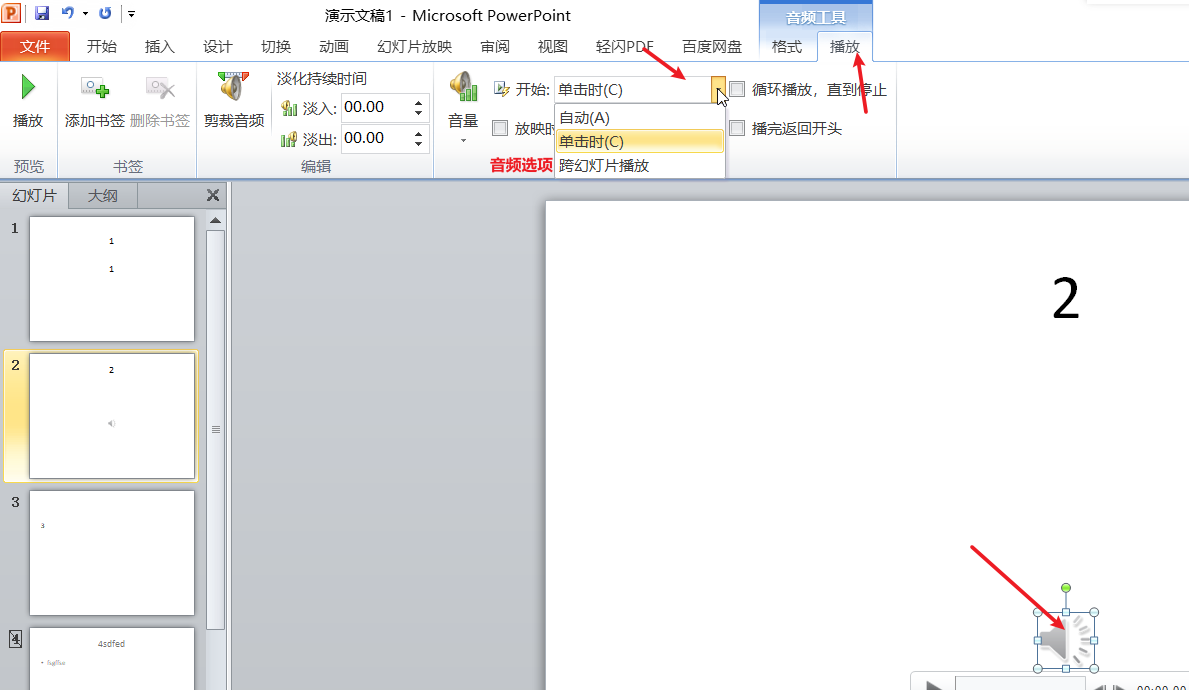 演示文稿1 - Microsoft PowerPoint
音频工具
文件 开始 插入 设计 切换 动画 幻灯片放映 审阅 视图 轻闪PDF 百度网盘 格式 播放
淡化持续时间
开始: 单击时(C) 循环播放，直到停止
淡入: 00.00
自动(A)
播放 添加书签 删除书签 剪裁音频 音量
放映时 播完返回开头
淡出: 00.00
单击时(C)
预览 书签 编辑 音频选项 跨幻灯片播放
幻灯片 大纲
1
1
1
2
2
3
3
4
4sdfed
2